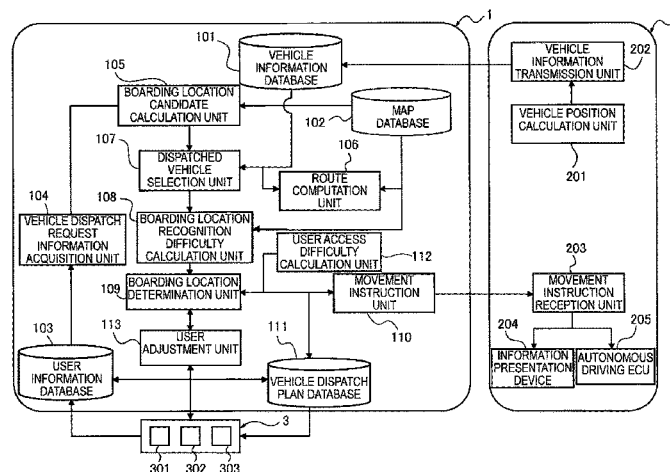 1
101
VEHICLE
INFORMATION
DATABASE
202
VEHICLE
INFORMATION
TRANSMISSION UNIT
105
BOARDING LOCATION
CANDIDATE
CALCULATION UNIT
102
MAP
DATABASE
VEHICLE POSITION
CALCULATION UNIT
201
107
DISPATCHED
VEHICLE
SELECTION UNIT
106
ROUTE
COMPUTATION
UNIT
104
VEHICLE DISPATCH
REQUEST
INFORMATION
ACQUISITION UNIT
108
BOARDING LOCATION
RECOGNITION
DIFFICULTY
CALCULATION UNIT
USER ACCESS
DIFFICULTY
CALCULATION UNIT
112
109
BOARDING LOCATION
DETERMINATION UNIT
MOVEMENT
INSTRUCTION
UNIT
110
203
MOVEMENT
INSTRUCTION
RECEPTION UNIT
103
USER
INFORMATION
DATABASE
113
USER
ADJUSTMENT UNIT
111
VEHICLE DISPATCH
PLAN DATABASE
204
INFORMATION
PRESENTATION
DEVICE
205
AUTONOMOUS
DRIVING ECU
3
301
302
303